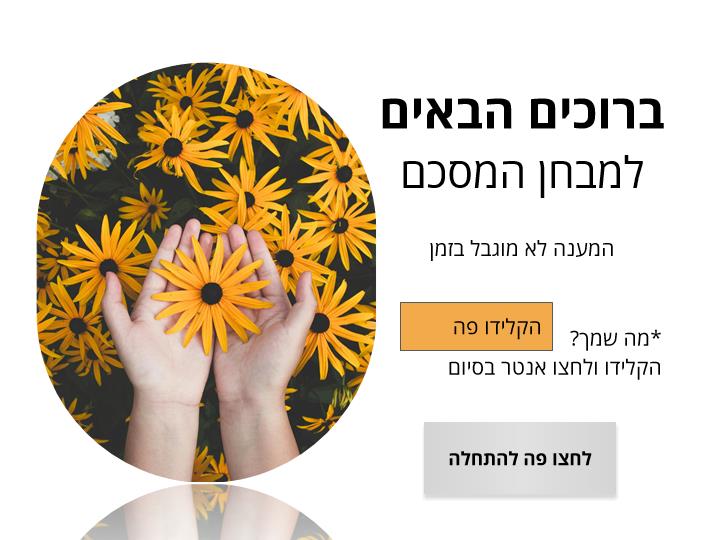 ברוכים הבאים
למבחן המסכם
המענה לא מוגבל בזמן
*מה שמך?
הקלידו פה
הקלידו ולחצו אנטר בסיום
לחצו פה להתחלה